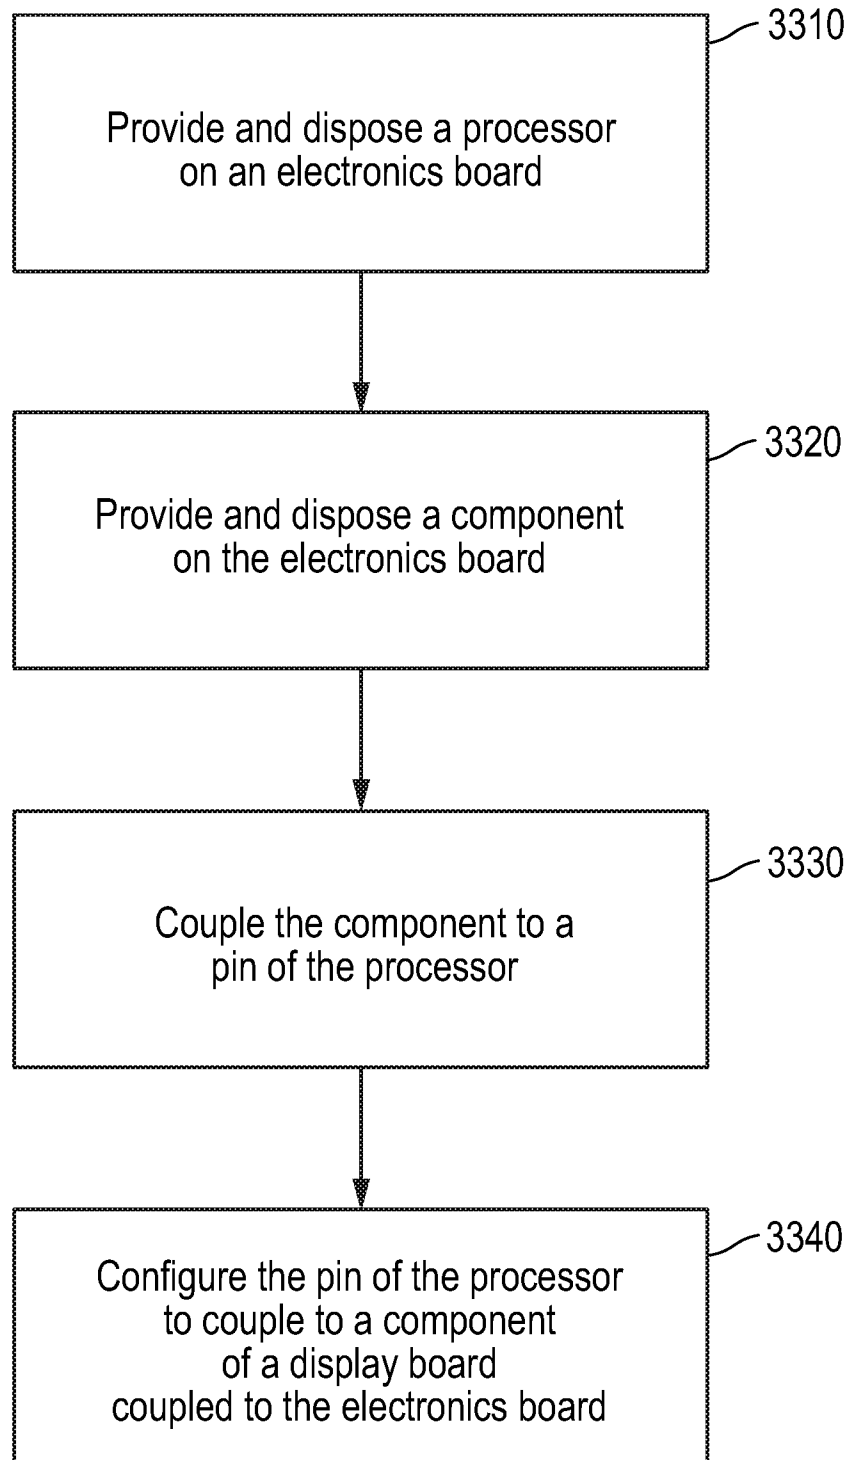 3310
Provide and dispose a processor
on an electronics board
3320
Provide and dispose a component
on the electronics board
3330
Couple the component to a
pin of the processor
3340
Configure the pin of the processor
to couple to a component
of a display board
coupled to the electronics board